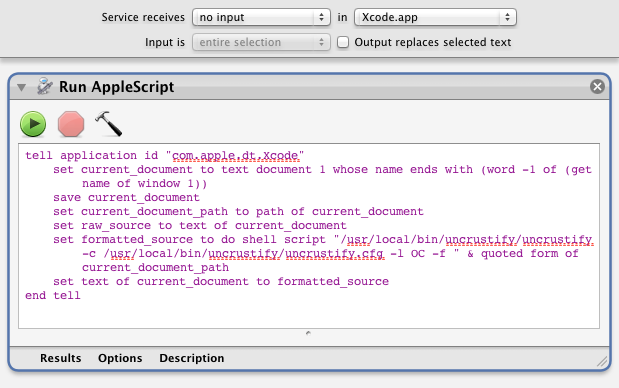 Service receives no input in Xcode.app
Input is entire selection Output replaces selected text
Run AppleScript
tell application id "com.apple.dt.Xcode"
set current_document to text document 1 whose name ends with (word -1 of (get
name of window 1))
save current_document
set current_document_path to path of current_document
set raw_source to text of current_document
set formatted_source to do shell script "/usr/local/bin/uncrustify/uncrustify
-c /usr/local/bin/uncrustify/uncrustify.cfg -l OC -f " & quoted form of
current_document_path
set text of current_document to formatted_source
end tell
Results Options Description